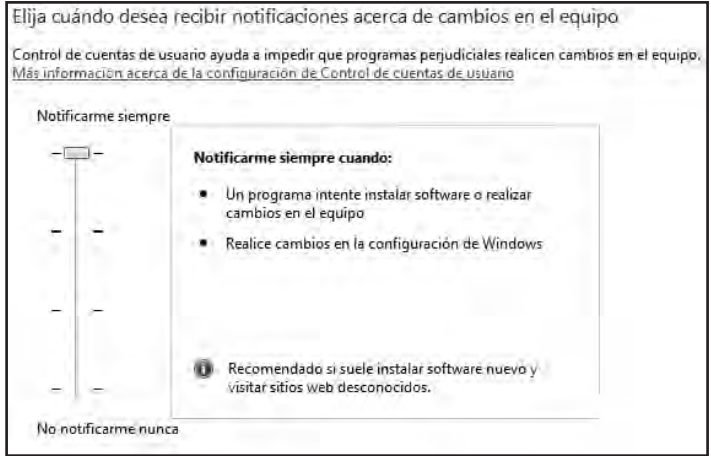 Elija cuándo desea recibir notificaciones acerca de cambios en el equipo
Control de cuentas de usuario ayuda a impedir que programas perjudiciales realicen cambios en el equipo.
Más información acerca de la configuración de Control de cuentas de usuario
Notificarme siempre
Notificarme siempre cuando:
Un programa intente instalar software o realizar
cambios en el equipo
Realice cambios en la configuración de Windows
Recomendado si suele instalar software nuevo y
visitar sitios web desconocidos.
No notificarme nunca